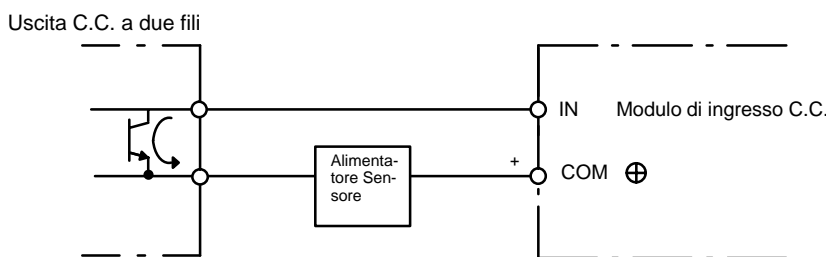 Uscita C.C. a due fili
IN Modulo di ingresso C.C.
Alimenta-
tore Sen-
sore
+
COM ⊕